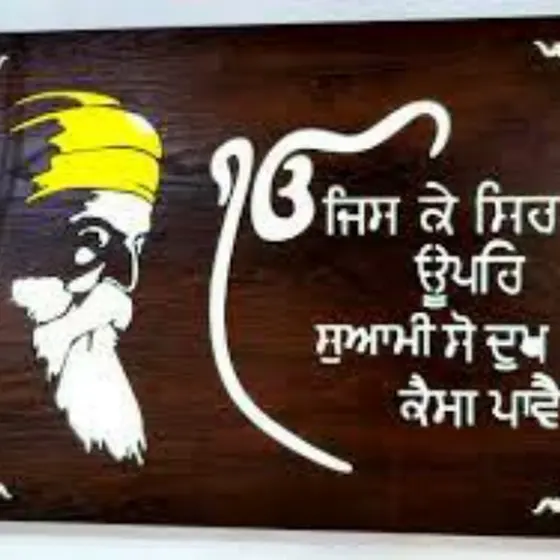 ੴ
ਜਿਸ ਕੇ ਸਿਰ
ਊਪਰਿ
ਸੁਆਮੀ ਸੋ ਦੁਖੁ
ਕੈਸਾ ਪਾਵੈ